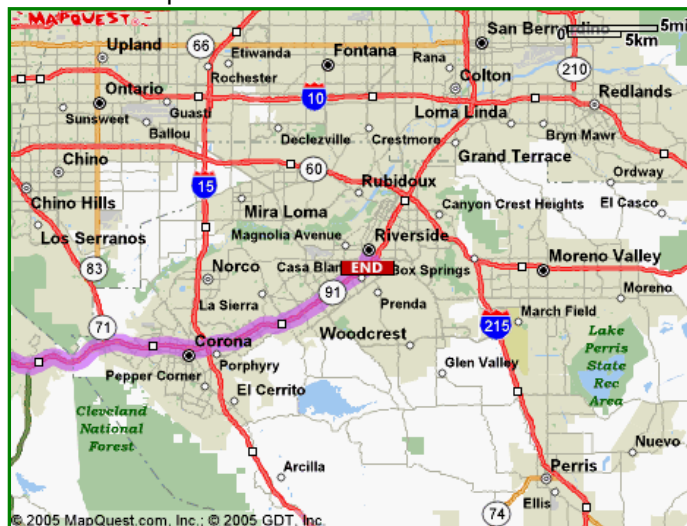 MAPQUEST
San Bernardino
5mi
5km
Upland
66
Etiwanda
Fontana
Rana
210
Rochester
Colton
Ontario
10
Redlands
Guasti
Sunsweet
Loma Linda
Ballou
Declezville
Crestmore
Bryn Mawr
Grand Terrace
Chino
60
Ordway
15
Rubidoux
Chino Hills
Canyon Crest Heights
El Casco
Mira Loma
Los Serranos
Magnolia Avenue
Riverside
Moreno Valley
83
Norco
Casa Blan
END
Box Springs
91
La Sierra
Prenda
Moreno
March Field
71
215
Woodcrest
Lake
Perris
State
Rec
Area
Corona
Porphyry
Glen Valley
Pepper Corner
El Cerrito
Cleveland
National
Forest
Nuevo
Arcilla
Perris
74
Ellis
© 2005 MapQuest.com, Inc.; © 2005 GDT, Inc.